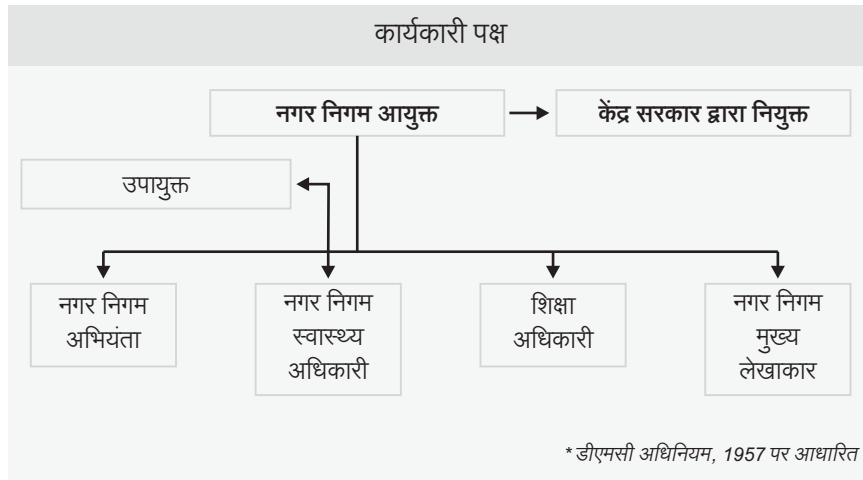 कार्यकारी पक्ष
नगर निगम आयुक्त
केंद्र सरकार द्वारा नियुक्त
उपायुक्त
नगर निगम
अभियंता
नगर निगम
स्वास्थ्य
अधिकारी
शिक्षा
अधिकारी
नगर निगम
मुख्य
लेखाकार
* डीएमसी अधिनियम, 1957 पर आधारित